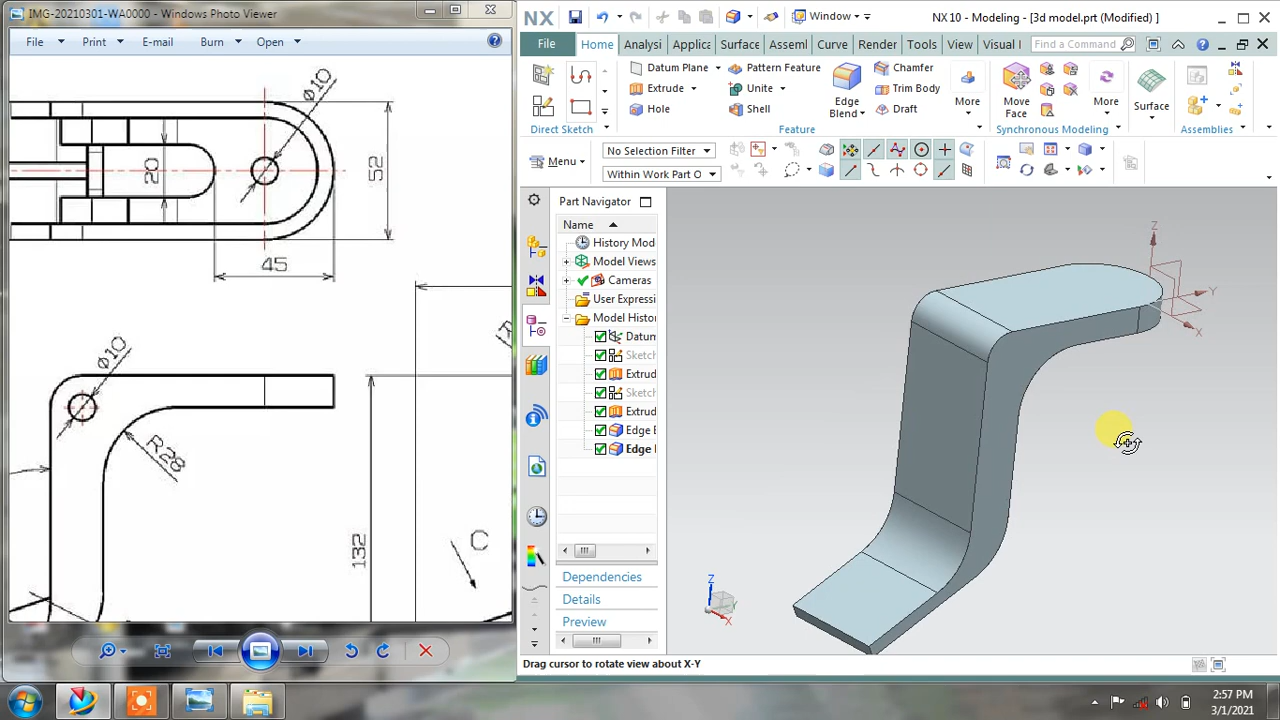 IMG-20210301-WA0000 - Windows Photo Viewer
File Print E-mail Burn Open
ø10
20
52
45
ø10
R28
132
C
NX Window NX 10 - Modeling - [3d model.prt (Modified) ]
File Home Analysi Applica Surface Assemb Curve Render Tools View Visual I Find a Command
Datum Plane Pattern Feature Chamfer
Extrude Unite Trim Body
Hole Shell Draft
Edge Blend More Move Face More Surface
Direct Sketch Feature Synchronous Modeling Assemblies
Menu No Selection Filter
Within Work Part O
Part Navigator
Name
History Mod
Model Views
Cameras
User Expressi
Model Histor
Datum
Sketch
Extrud
Sketch
Extrud
Edge B
Edge
Dependencies
Details
Preview
Z
Y
X
Z
X
Drag cursor to rotate view about X-Y
2:57 PM
3/1/2021